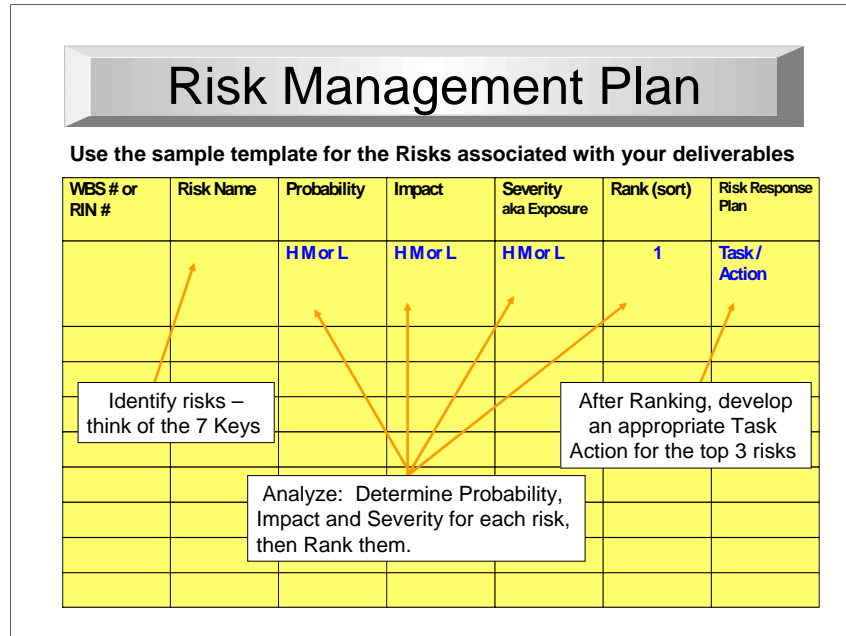 Risk Management Plan
Use the sample template for the Risks associated with your deliverables
WBS # or
RIN #
Risk Name
Probability
Impact
Severity
aka Exposure
Rank (sort)
Risk Response
Plan
H M or L
H M or L
H M or L
1
Task /
Action
Identify risks –
think of the 7 Keys
After Ranking, develop
an appropriate Task
Action for the top 3 risks
Analyze:  Determine Probability,
Impact and Severity for each risk,
then Rank them.